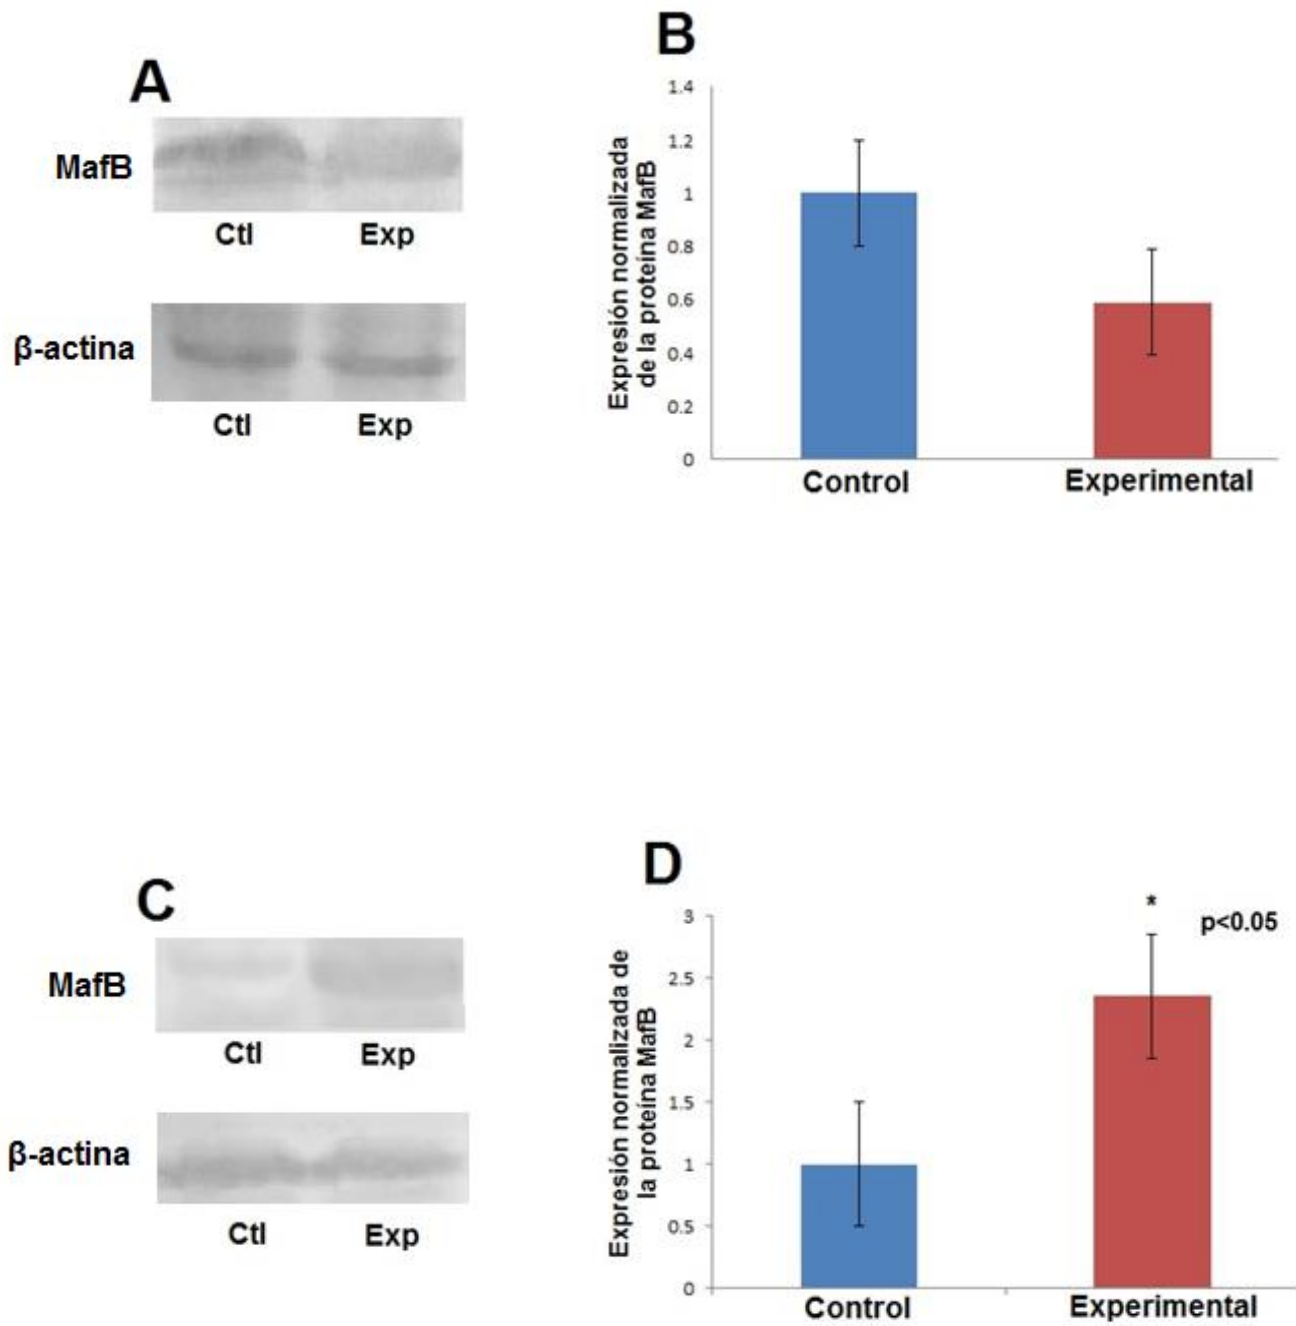 A
MafB
Ctl Exp
β-actina
Ctl Exp
B
Expresión normalizada
de la proteína MafB
1.4
1.2
1
0.8
0.6
0.4
0.2
0
Control Experimental
C
MafB
Ctl Exp
β-actina
Ctl Exp
D
Expresión normalizada de
la proteína MafB
3
2.5
2
1.5
1
0.5
0
*
p<0.05
Control Experimental